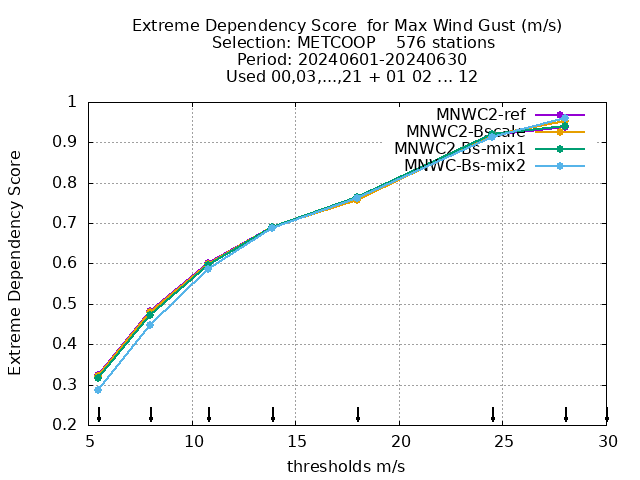 Extreme Dependency Score  for Max Wind Gust (m/s)
Selection: METCOOP    576 stations
Period: 20240601-20240630
Used 00,03,...,21 + 01 02 ... 12
Extreme Dependency Score
1
0.9
0.8
0.7
0.6
0.5
0.4
0.3
0.2
MNWC2-ref
MNWC2-Bscale
MNWC2-Bs-mix1
MNWC-Bs-mix2
5 10 15 20 25 30
thresholds m/s